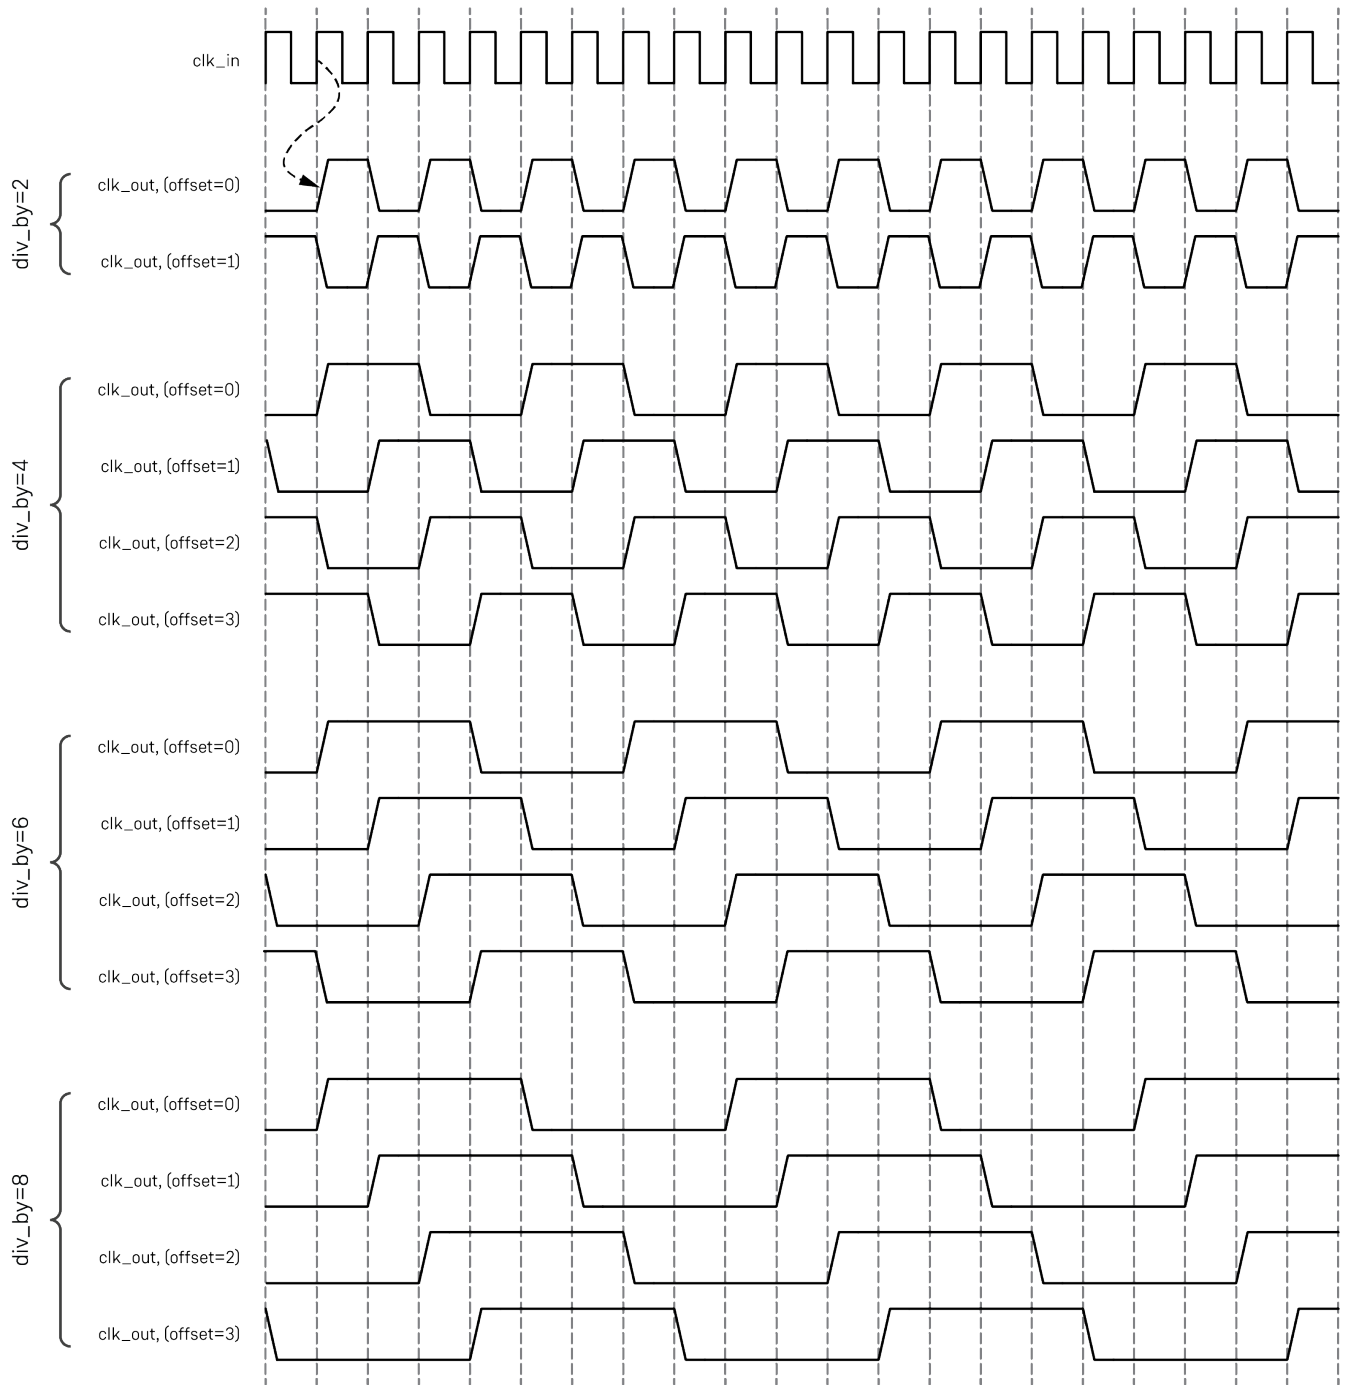 clk_in
div_by=2
clk_out, (offset=0)
clk_out, (offset=1)
div_by=4
clk_out, (offset=0)
clk_out, (offset=1)
clk_out, (offset=2)
clk_out, (offset=3)
div_by=6
clk_out, (offset=0)
clk_out, (offset=1)
clk_out, (offset=2)
clk_out, (offset=3)
div_by=8
clk_out, (offset=0)
clk_out, (offset=1)
clk_out, (offset=2)
clk_out, (offset=3)